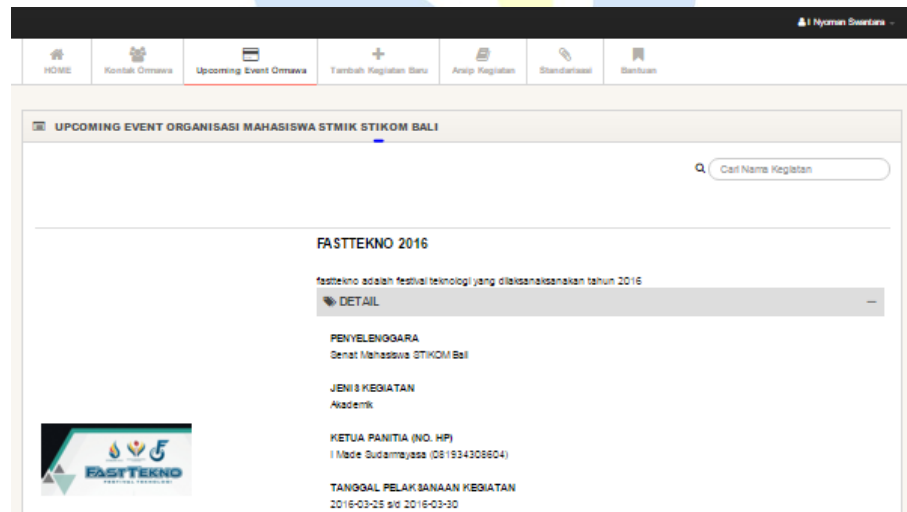 I Nyoman Swantara
HOME
Kontak Ormawa
Upcoming Event Ormawa
Tambah Kegiatan Baru
Arsip Kegiatan
Standarisasi
Bantuan
UPCOMING EVENT ORGANISASI MAHASISWA STMIK STIKOM BALI
Cari Nama Kegiatan
FASTTEKNO 2016
fasttekno adalah festival teknologi yang dilaksanaksanakan tahun 2016
DETAIL
PENYELENGGARA
Senat Mahasiswa STIKOM Bali
JENIS KEGIATAN
Akademik
KETUA PANITIA (NO. HP)
I Made Sudarmayasa (081934308604)
TANGGAL PELAKSANAAN KEGIATAN
2016-03-25 s/d 2016-03-30
FASTTEKNO
FESTIVAL TEKNOLOGI